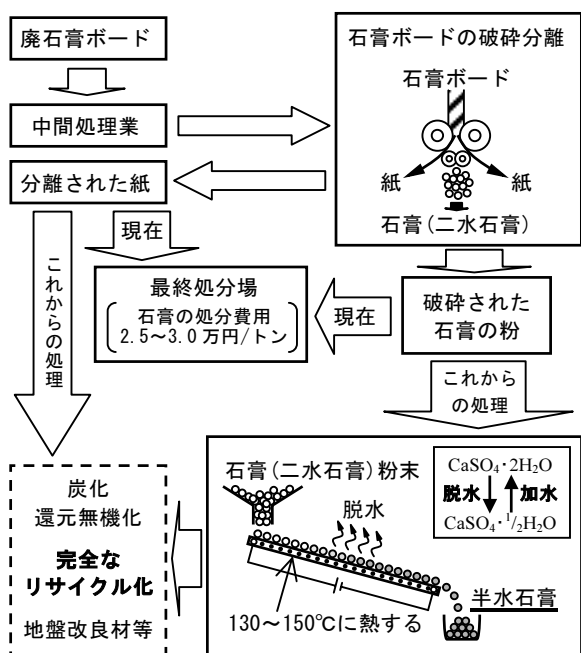 廃石膏ボード
中間処理業
石膏ボードの破砕分離
石膏ボード
紙
紙
石膏(二水石膏)
分離された紙
現在
これからの処理
最終処分場
石膏の処分費用
2.5～3.0万円/トン
現在
破砕された
石膏の粉
これから
の処理
石膏(二水石膏)粉末
脱水
CaSO₄･2H₂O
脱水 加水
CaSO₄･¹/₂H₂O
130～150℃に熱する
半水石膏
炭化
還元無機化
完全な
リサイクル化
地盤改良材等